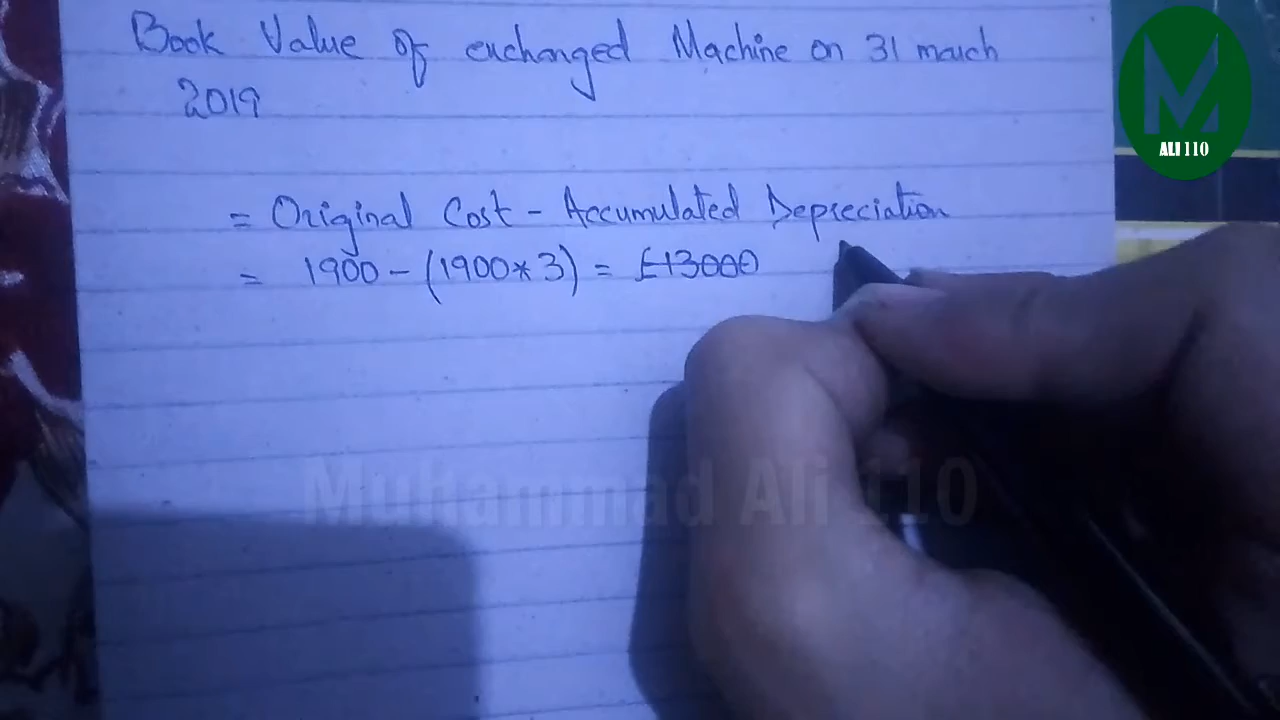 Book Value of exchanged Machine on 31 march
2019
= Original Cost - Accumulated Depreciation
= 1900 - (1900*3) = £13000
M
ALI 110
Muhammad Ali 110